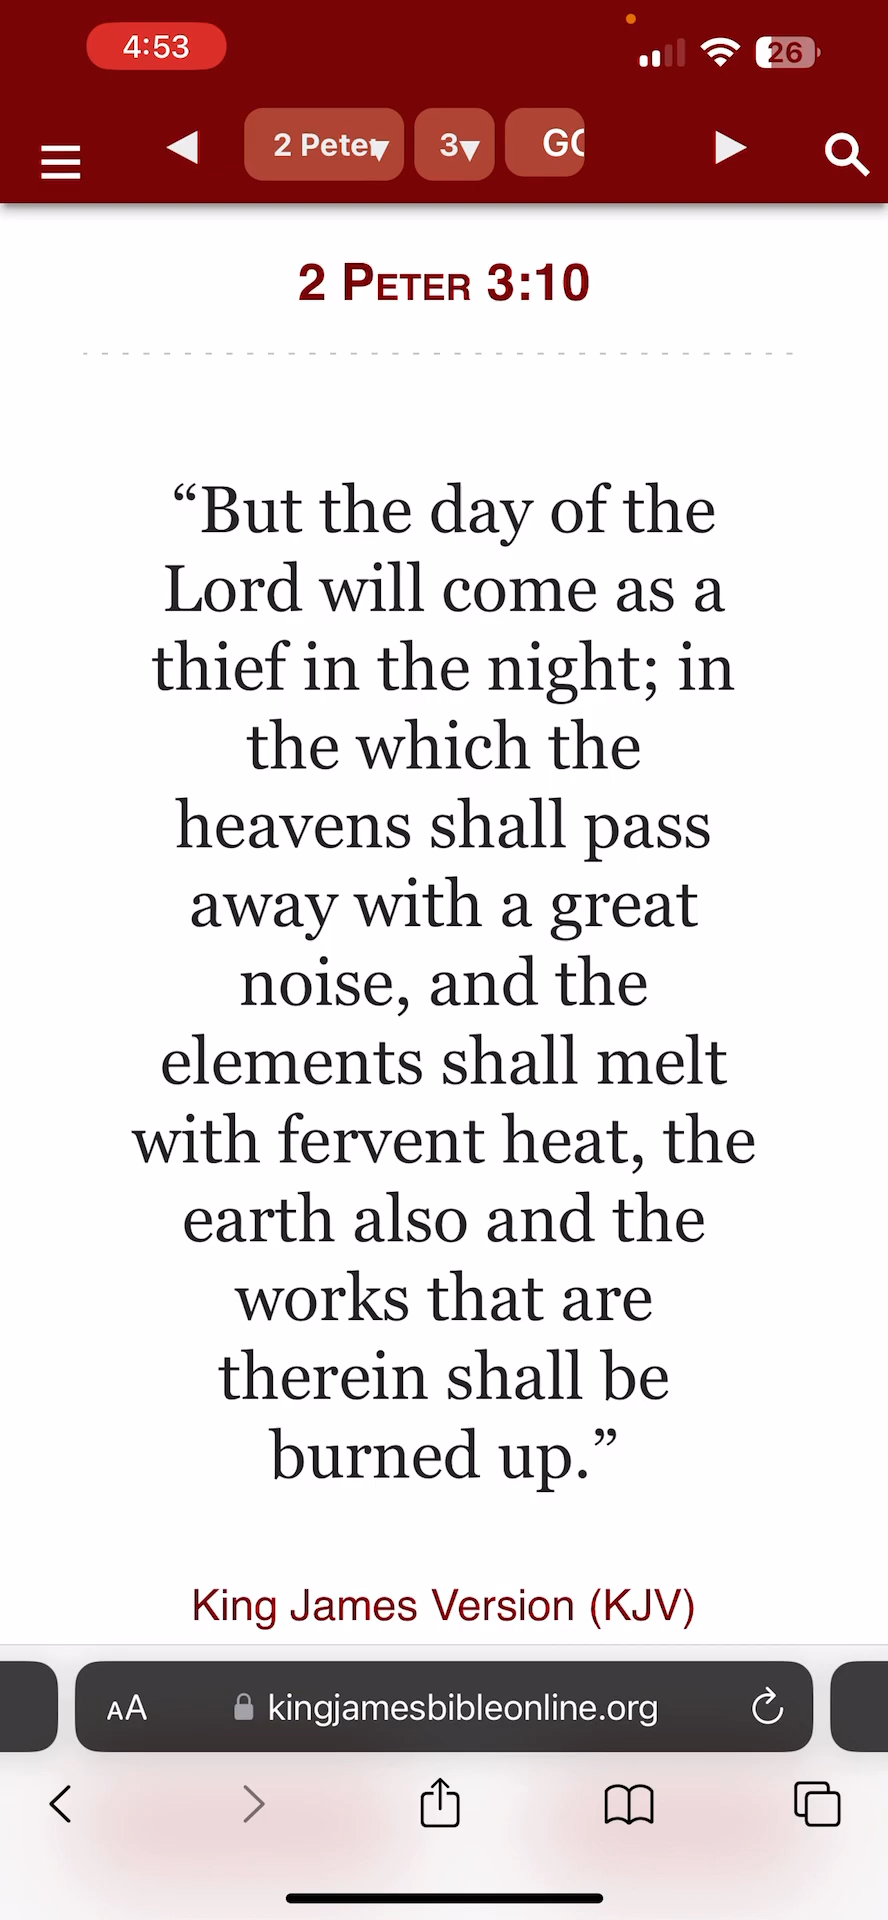 4:53
26
2 Peter
3
GO
2 PETER 3:10
“But the day of the
Lord will come as a
thief in the night; in
the which the
heavens shall pass
away with a great
noise, and the
elements shall melt
with fervent heat, the
earth also and the
works that are
therein shall be
burned up.”
King James Version (KJV)
AA
kingjamesbibleonline.org